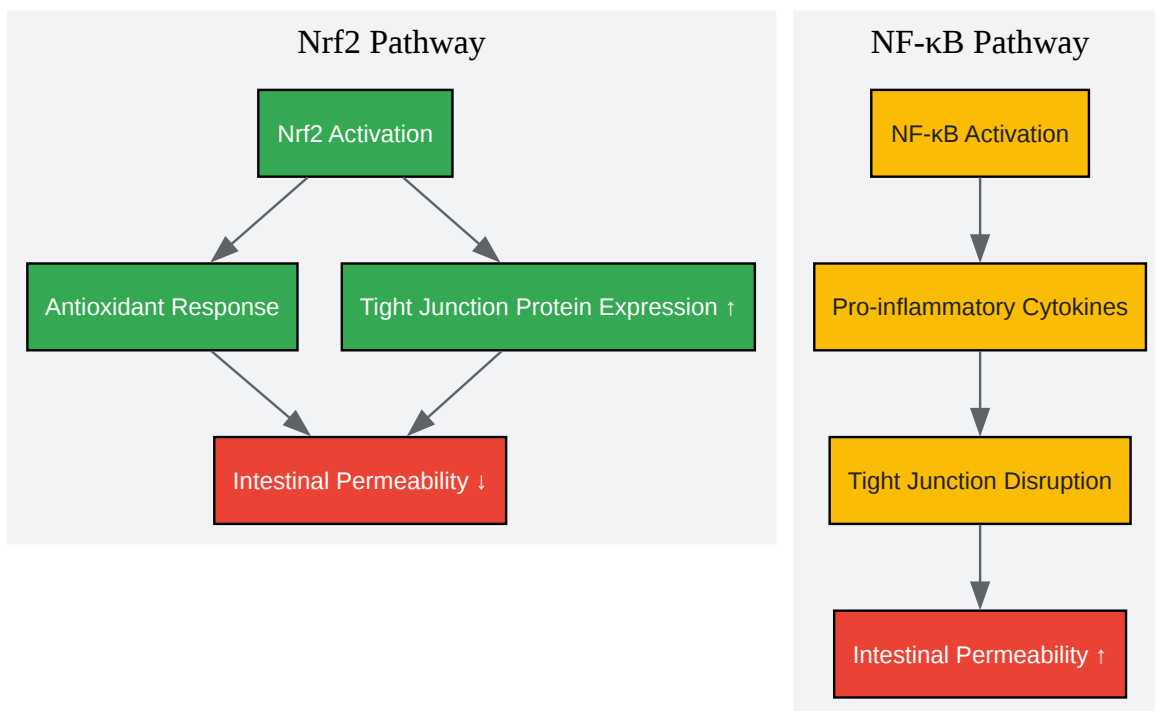 Nrf2 Pathway
Nrf2 Activation
Antioxidant Response
Tight Junction Protein Expression ↑
Intestinal Permeability ↓
NF-κB Pathway
NF-κB Activation
Pro-inflammatory Cytokines
Tight Junction Disruption
Intestinal Permeability ↑